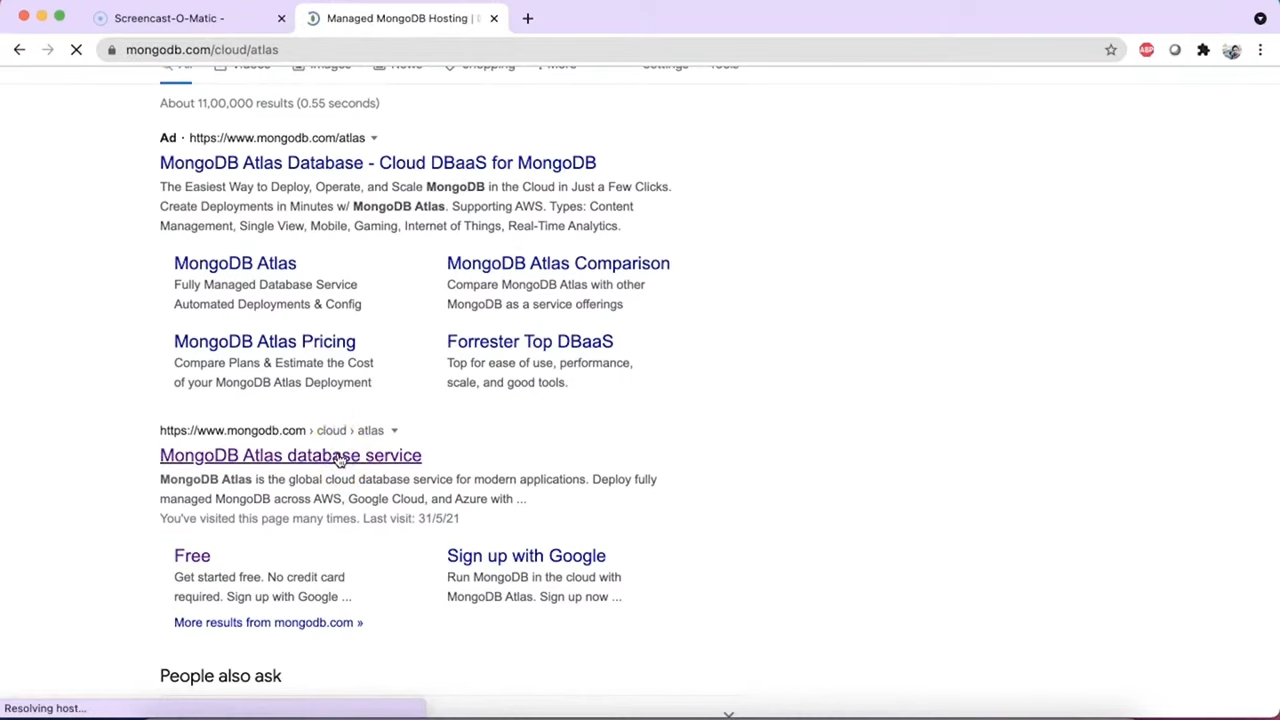 Screencast-O-Matic -
Managed MongoDB Hosting |
mongodb.com/cloud/atlas
ABP
All Videos Images News Shopping More Settings Tools
About 11,00,000 results (0.55 seconds)
Ad · https://www.mongodb.com/atlas
MongoDB Atlas Database - Cloud DBaaS for MongoDB
The Easiest Way to Deploy, Operate, and Scale MongoDB in the Cloud in Just a Few Clicks.
Create Deployments in Minutes w/ MongoDB Atlas. Supporting AWS. Types: Content
Management, Single View, Mobile, Gaming, Internet of Things, Real-Time Analytics.
MongoDB Atlas
Fully Managed Database Service
Automated Deployments & Config
MongoDB Atlas Comparison
Compare MongoDB Atlas with other
MongoDB as a service offerings
MongoDB Atlas Pricing
Compare Plans & Estimate the Cost
of your MongoDB Atlas Deployment
Forrester Top DBaaS
Top for ease of use, performance,
scale, and good tools.
https://www.mongodb.com › cloud › atlas
MongoDB Atlas database service
MongoDB Atlas is the global cloud database service for modern applications. Deploy fully
managed MongoDB across AWS, Google Cloud, and Azure with ...
You've visited this page many times. Last visit: 31/5/21
Free
Get started free. No credit card
required. Sign up with Google ...
Sign up with Google
Run MongoDB in the cloud with
MongoDB Atlas. Sign up now ...
More results from mongodb.com »
People also ask
Resolving host...